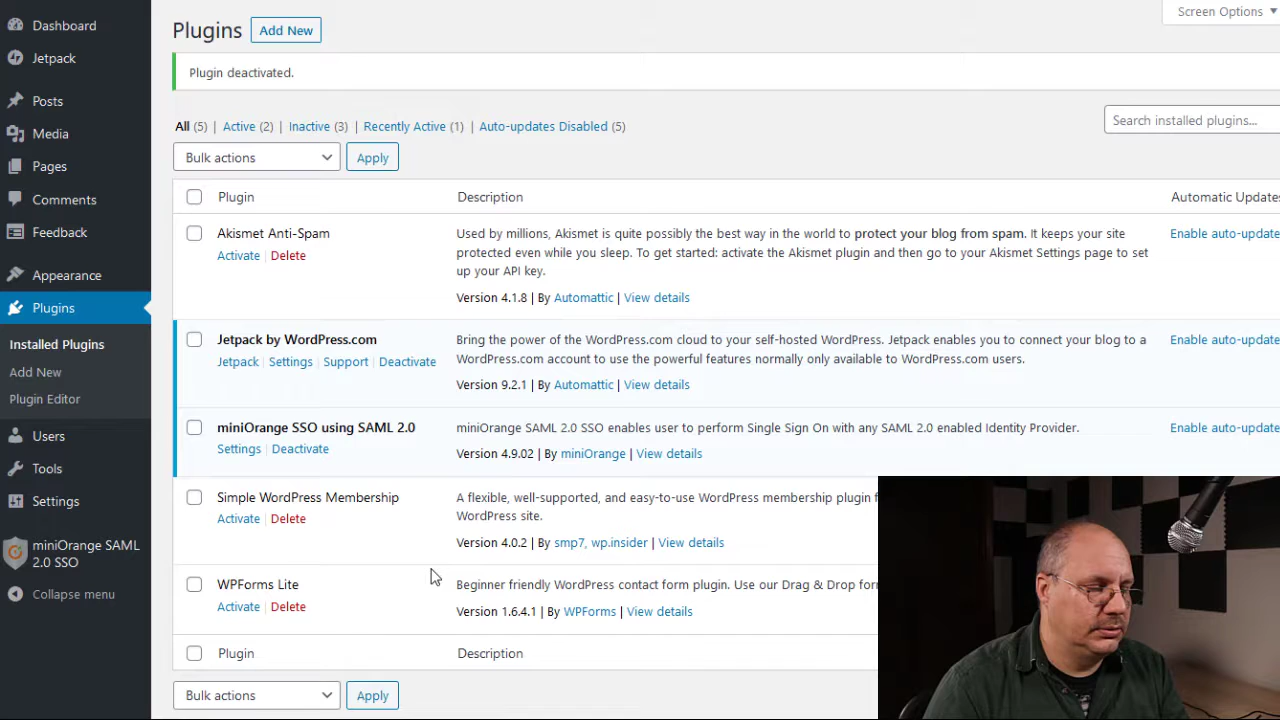 Dashboard
Jetpack
Posts
Media
Pages
Comments
Feedback
Appearance
Plugins
Installed Plugins
Add New
Plugin Editor
Users
Tools
Settings
miniOrange SAML
2.0 SSO
Collapse menu
Screen Options
Plugins Add New
Plugin deactivated.
All (5) | Active (2) | Inactive (3) | Recently Active (1) | Auto-updates Disabled (5)
Search installed plugins...
Bulk actions Apply
Plugin Description Automatic Updates
Akismet Anti-Spam
Activate | Delete
Used by millions, Akismet is quite possibly the best way in the world to protect your blog from spam. It keeps your site
protected even while you sleep. To get started: activate the Akismet plugin and then go to your Akismet Settings page to set
up your API key.
Version 4.1.8 | By Automattic | View details
Enable auto-update
Jetpack by WordPress.com
Jetpack | Settings | Support | Deactivate
Bring the power of the WordPress.com cloud to your self-hosted WordPress. Jetpack enables you to connect your blog to a
WordPress.com account to use the powerful features normally only available to WordPress.com users.
Version 9.2.1 | By Automattic | View details
Enable auto-update
miniOrange SSO using SAML 2.0
Settings | Deactivate
miniOrange SAML 2.0 SSO enables user to perform Single Sign On with any SAML 2.0 enabled Identity Provider.
Version 4.9.02 | By miniOrange | View details
Enable auto-update
Simple WordPress Membership
Activate | Delete
A flexible, well-supported, and easy-to-use WordPress membership plugin f
WordPress site.
Version 4.0.2 | By smp7, wp.insider | View details
WPForms Lite
Activate | Delete
Beginner friendly WordPress contact form plugin. Use our Drag & Drop for
Version 1.6.4.1 | By WPForms | View details
Plugin Description
Bulk actions Apply